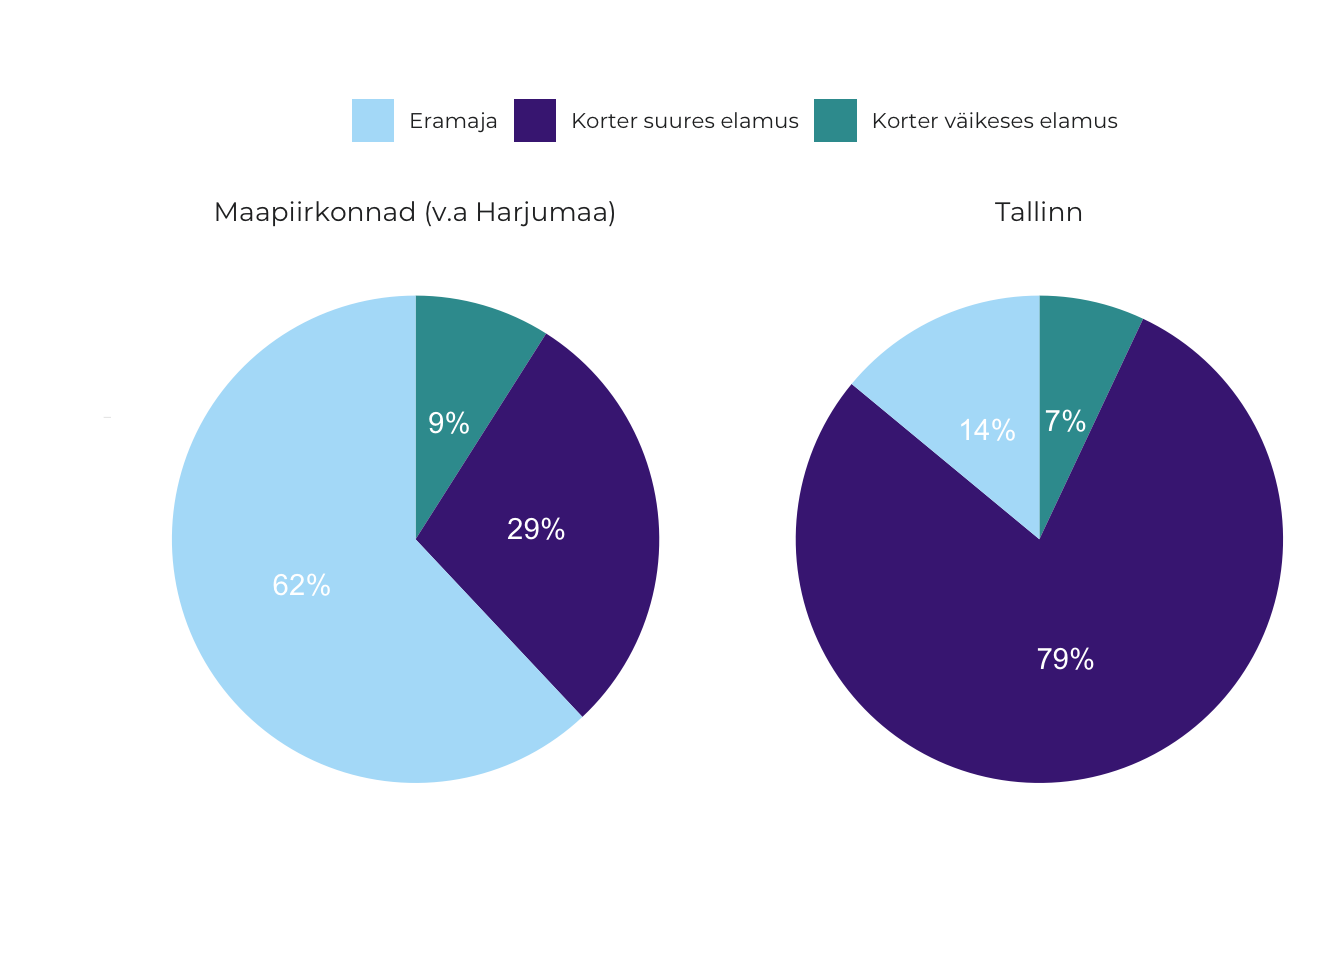 Eramaja Korter suures elamus Korter väikeses elamus
Maapiirkonnad (v.a Harjumaa)
Tallinn
9%
29%
62%
14%
7%
79%